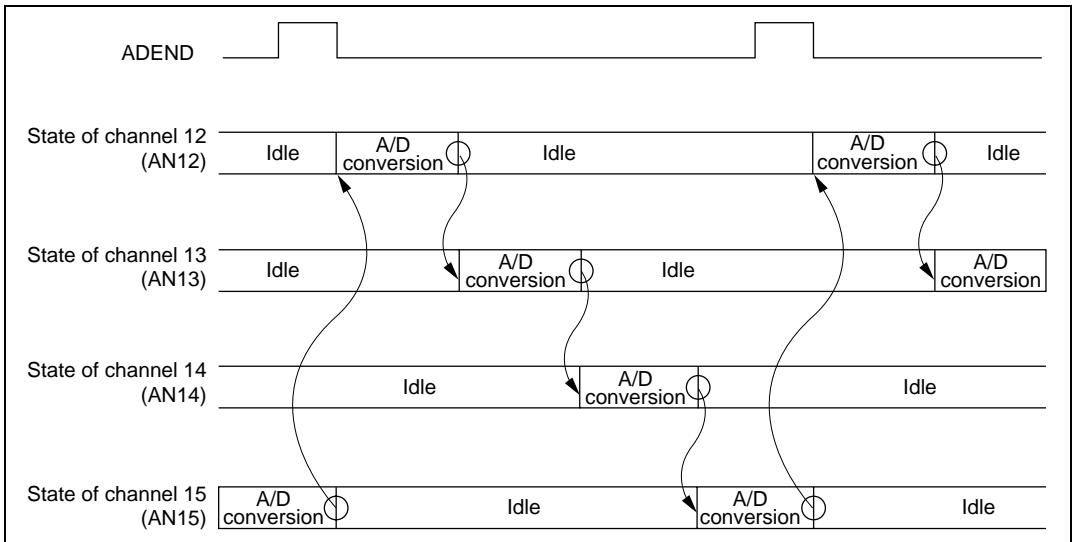 ADEND
State of channel 12
(AN12)
Idle
A/D
conversion
Idle
A/D
conversion
Idle
State of channel 13
(AN13)
Idle
A/D
conversion
Idle
A/D
conversion
State of channel 14
(AN14)
Idle
A/D
conversion
Idle
State of channel 15
(AN15)
A/D
conversion
Idle
A/D
conversion
Idle